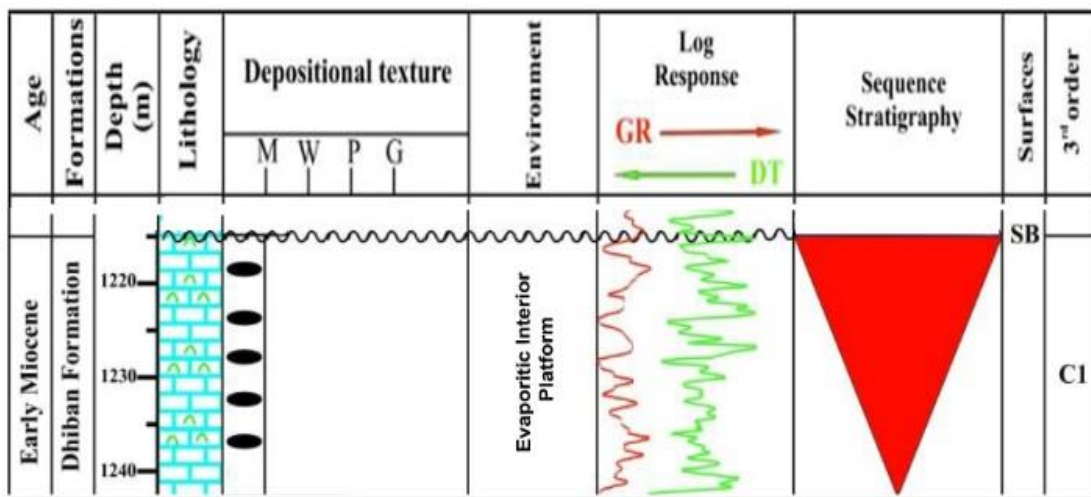 Age
Formations
Depth
(m)
Lithology
Depositional texture
M W P G
Environment
Log
Response
GR
DT
Sequence
Stratigraphy
Surfaces
3rd order
Early Miocene
Dhiban Formation
1220
1230
1240
Evaporitic Interior
Platform
SB
C1